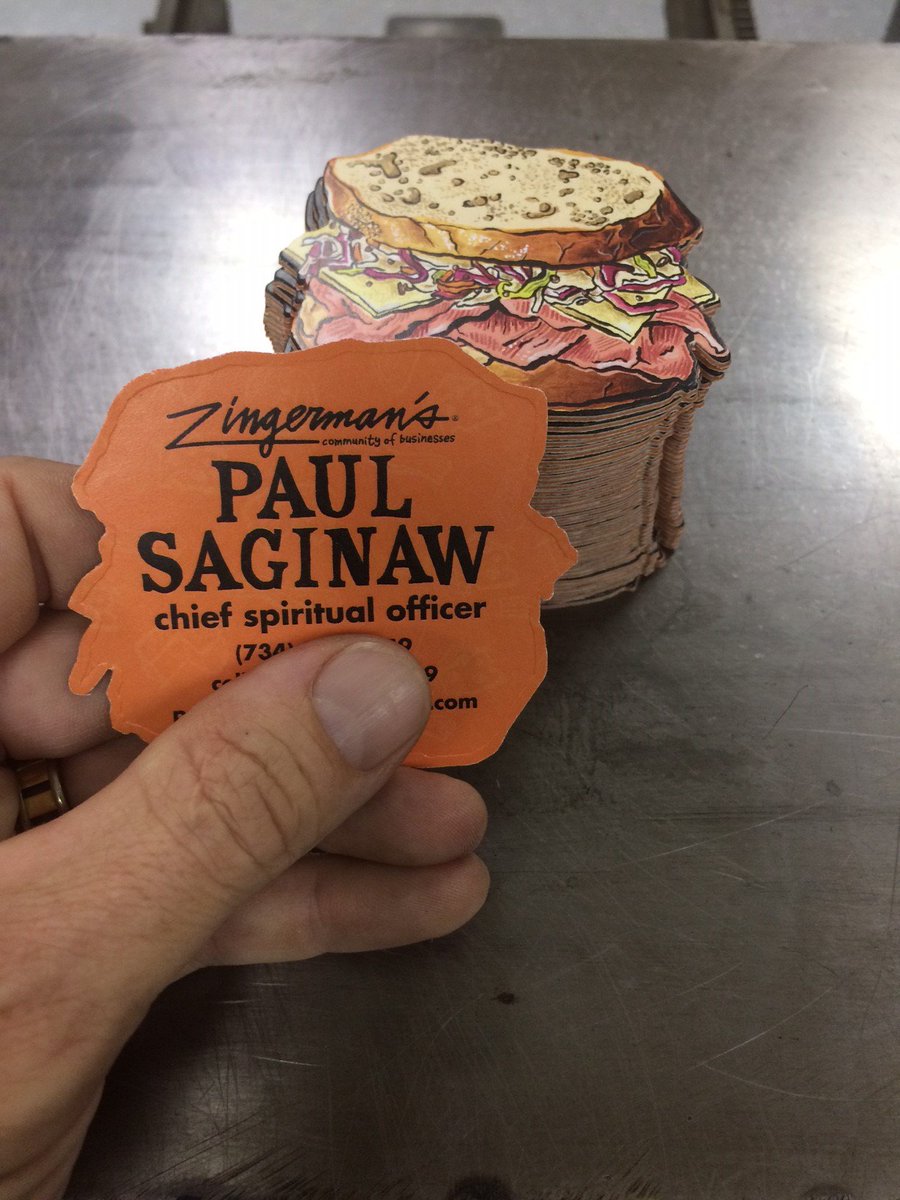 Zingerman's®
community of businesses
PAUL
SAGINAW
chief spiritual officer
(734)
.com